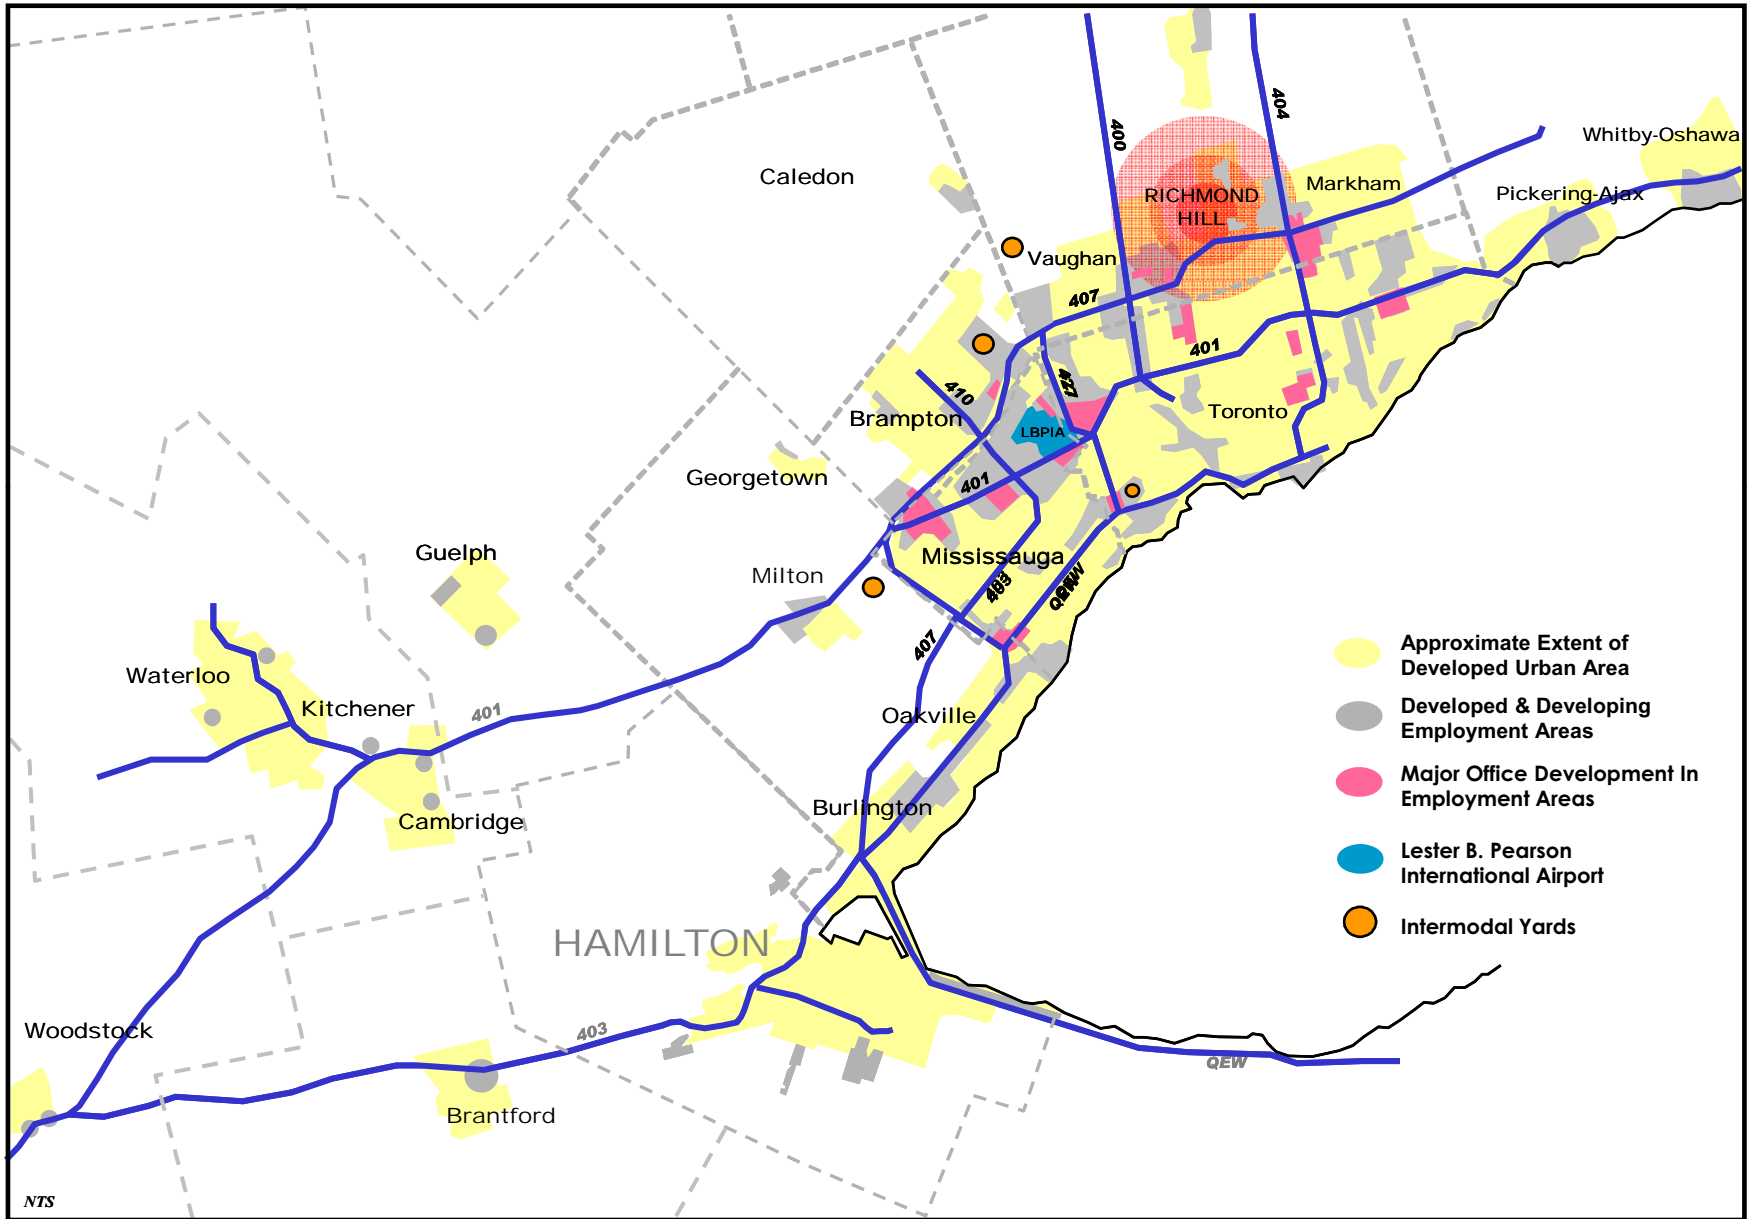 404
400
Whitby-Oshawa
Caledon
Markham
RICHMOND
HILL
Pickering-Ajax
Vaughan
407
401
427
410
Brampton
Toronto
LBPIA
Georgetown
401
Guelph
Mississauga
Milton
403
QEW
407
Approximate Extent of
Developed Urban Area
Waterloo
Kitchener
401
Oakville
Developed & Developing
Employment Areas
Major Office Development In
Employment Areas
Burlington
Cambridge
Lester B. Pearson
International Airport
Intermodal Yards
HAMILTON
Woodstock
403
QEW
Brantford
NTS